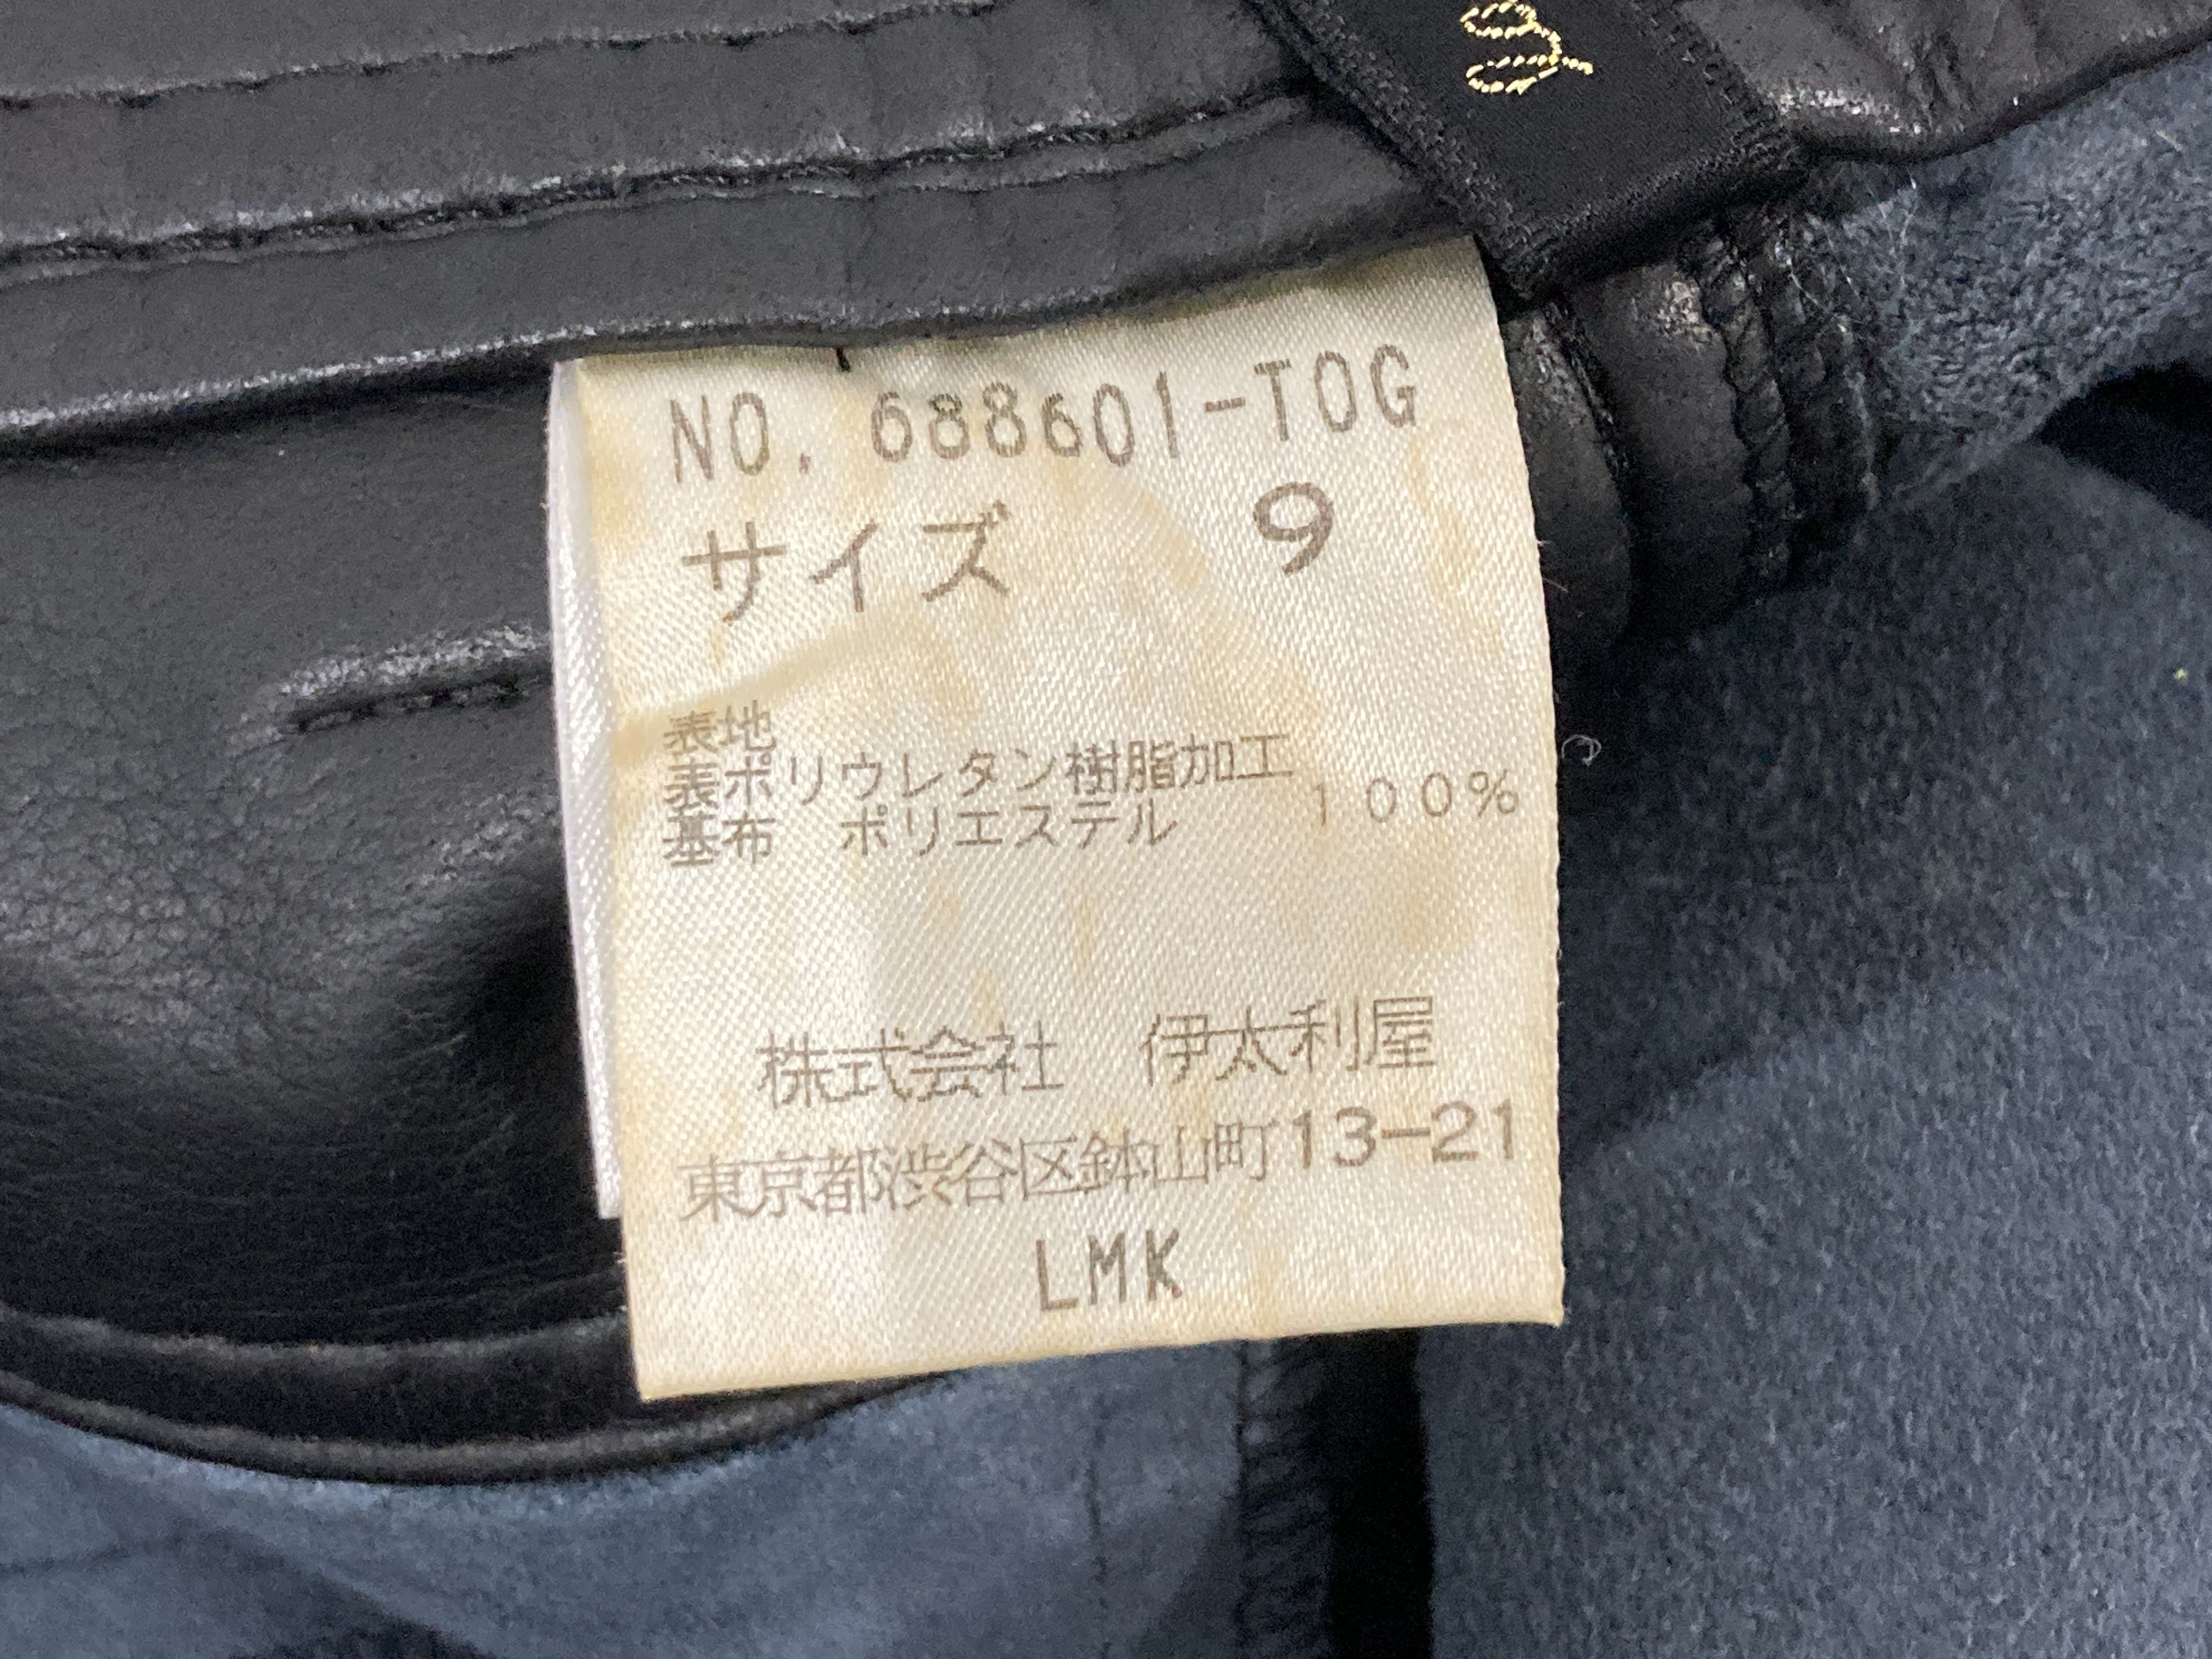 NO. 688601-TOG
サイズ 9
表地
表ポリウレタン樹脂加工
基布 ポリエステル 100%
株式会社 伊太利屋
東京都渋谷区鉢山町13-21
LMK